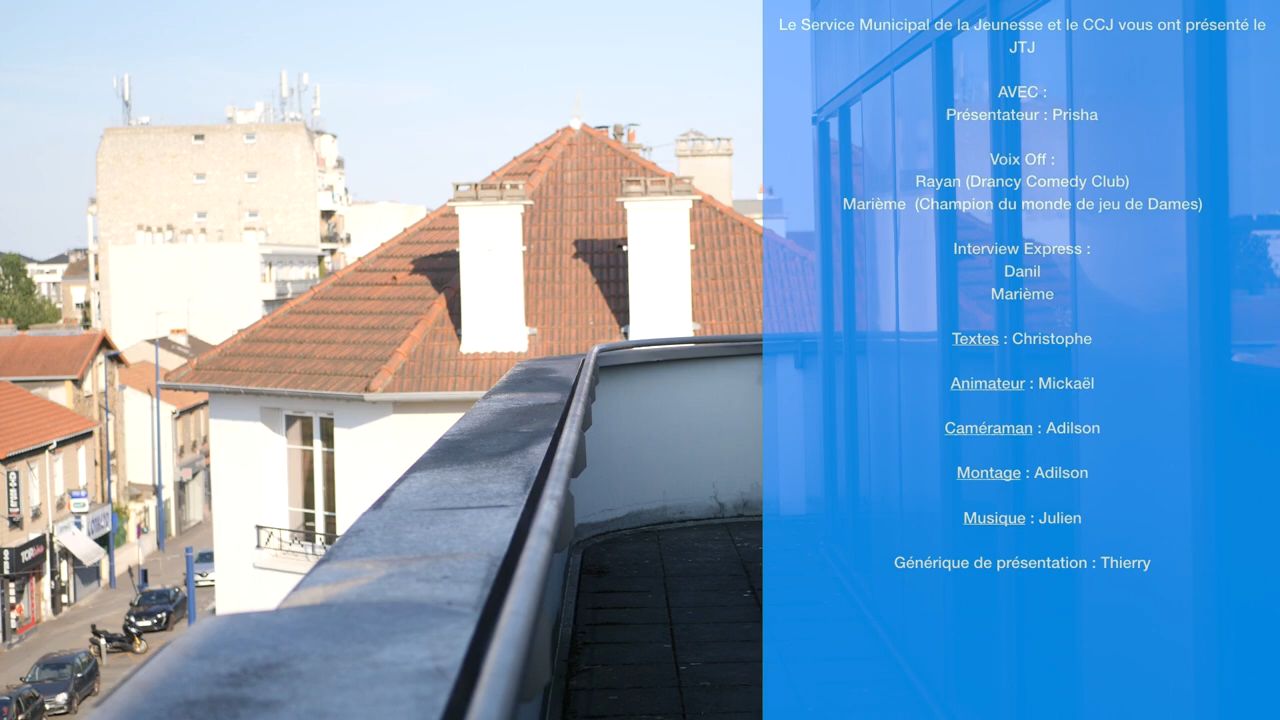 Le Service Municipal de la Jeunesse et le CCJ vous ont présenté le
JTJ
AVEC :
Présentateur : Prisha
Voix Off :
Rayan (Drancy Comedy Club)
Marième  (Champion du monde de jeu de Dames)
Interview Express :
Danil
Marième
Textes : Christophe
Animateur : Mickaël
Caméraman : Adilson
Montage : Adilson
Musique : Julien
Générique de présentation : Thierry